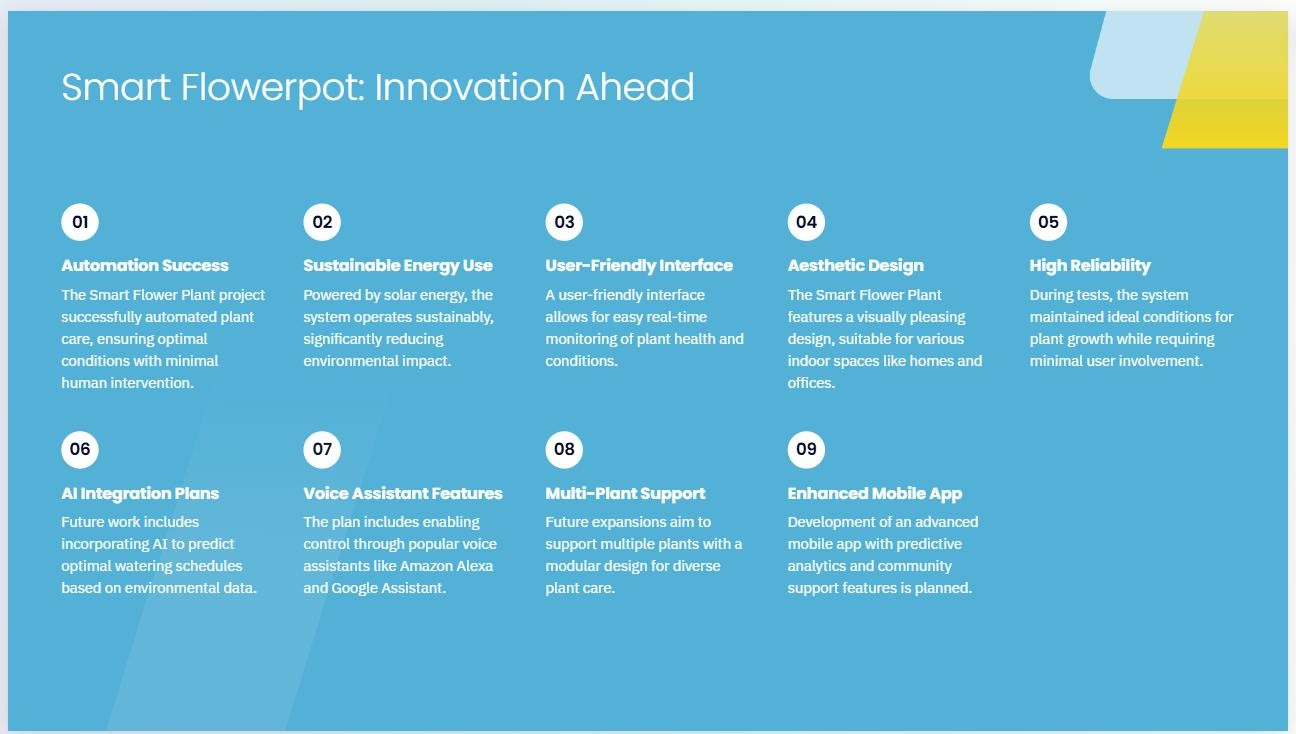 Smart Flowerpot: Innovation Ahead
01
Automation Success
The Smart Flower Plant project
successfully automated plant
care, ensuring optimal
conditions with minimal
human intervention.
02
Sustainable Energy Use
Powered by solar energy, the
system operates sustainably,
significantly reducing
environmental impact.
03
User-Friendly Interface
A user-friendly interface
allows for easy real-time
monitoring of plant health and
conditions.
04
Aesthetic Design
The Smart Flower Plant
features a visually pleasing
design, suitable for various
indoor spaces like homes and
offices.
05
High Reliability
During tests, the system
maintained ideal conditions for
plant growth while requiring
minimal user involvement.
06
AI Integration Plans
Future work includes
incorporating AI to predict
optimal watering schedules
based on environmental data.
07
Voice Assistant Features
The plan includes enabling
control through popular voice
assistants like Amazon Alexa
and Google Assistant.
08
Multi-Plant Support
Future expansions aim to
support multiple plants with a
modular design for diverse
plant care.
09
Enhanced Mobile App
Development of an advanced
mobile app with predictive
analytics and community
support features is planned.